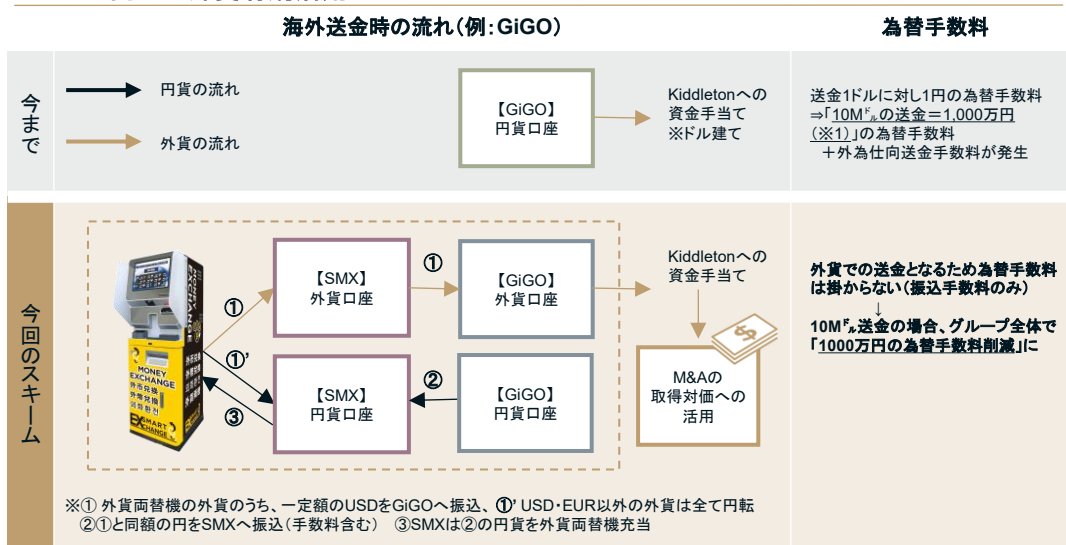 海外送金時の流れ（例：GiGO）
為替手数料
今まで
円貨の流れ
外貨の流れ
【GiGO】
円貨口座
Kiddletonへの
資金手当て
※ドル建て
送金1ドルに対し1円の為替手数料
⇒「10M㌦の送金＝1,000万円
（※1）」の為替手数料
＋外為仕向送金手数料が発生
今回のスキーム
MONEY
EXCHANGE
外币兑换
外幣兌換
외화환전
SMART
EXCHANGE
①
①’
③
【SMX】
外貨口座
①
【GiGO】
外貨口座
【SMX】
円貨口座
②
【GiGO】
円貨口座
Kiddletonへの
資金手当て
M&Aの
取得対価への
活用
外貨での送金となるため為替手数料
は掛からない（振込手数料のみ）
↓
10M㌦送金の場合、グループ全体で
「1000万円の為替手数料削減」に
※① 外貨両替機の外貨のうち、一定額のUSDをGiGOへ振込、①’ USD・EUR以外の外貨は全て円転
②①と同額の円をSMXへ振込（手数料含む） ③SMXは②の円貨を外貨両替機充当